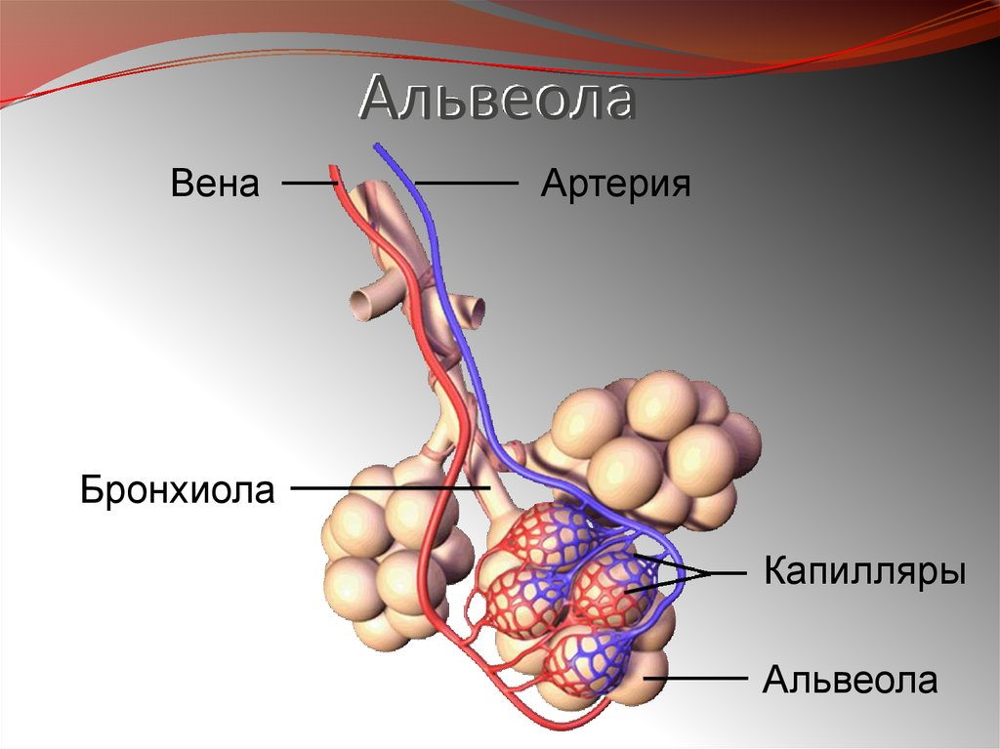 Альвеола
Вена
Артерия
Бронхиола
Капилляры
Альвеола